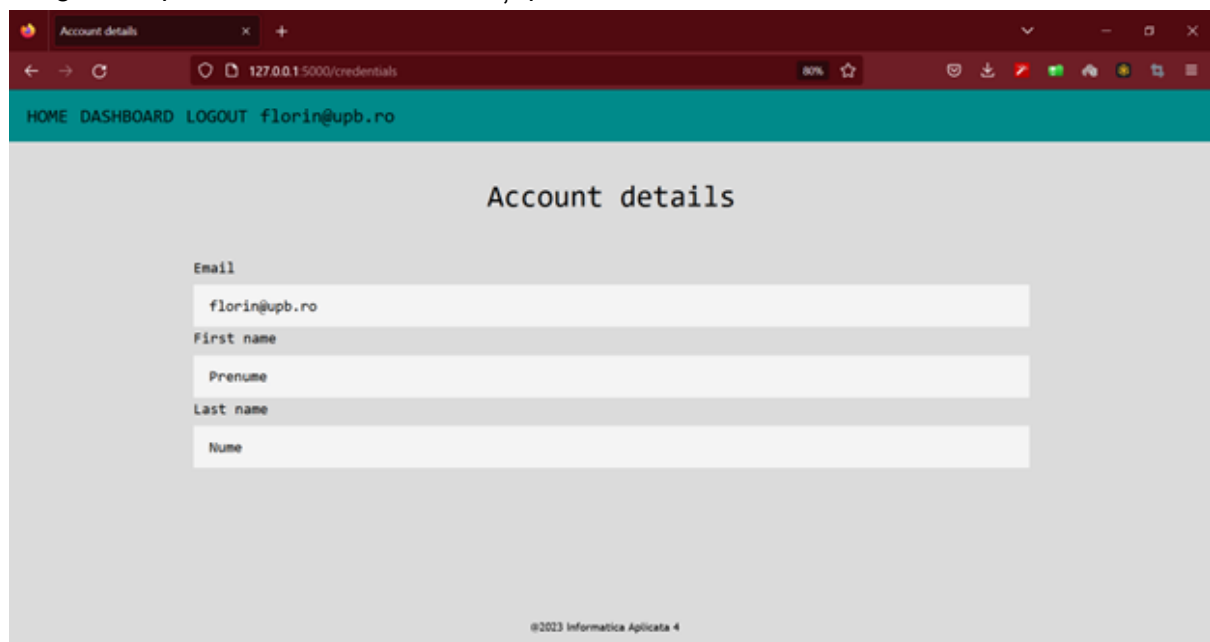 Account details
127.0.0.1:5000/credentials 80%
HOME DASHBOARD LOGOUT florin@upb.ro
Account details
Email
florin@upb.ro
First name
Prenume
Last name
Nume
@2023 Informatica Aplicata 4